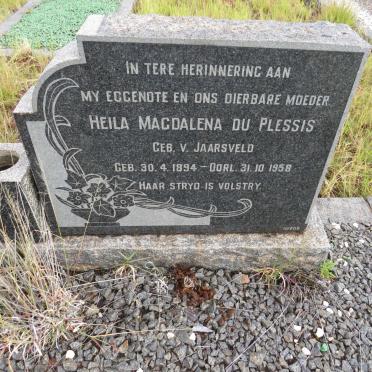 IN TERE HERINNERING AAN
MY EGGENOTE EN ONS DIERBARE MOEDER
HEILA MAGDALENA DU PLESSIS
GEB. V. JAARSVELD
GEB. 30.4.1894 - OORL. 31.10.1958
HAAR STRYD IS VOLSTRY.